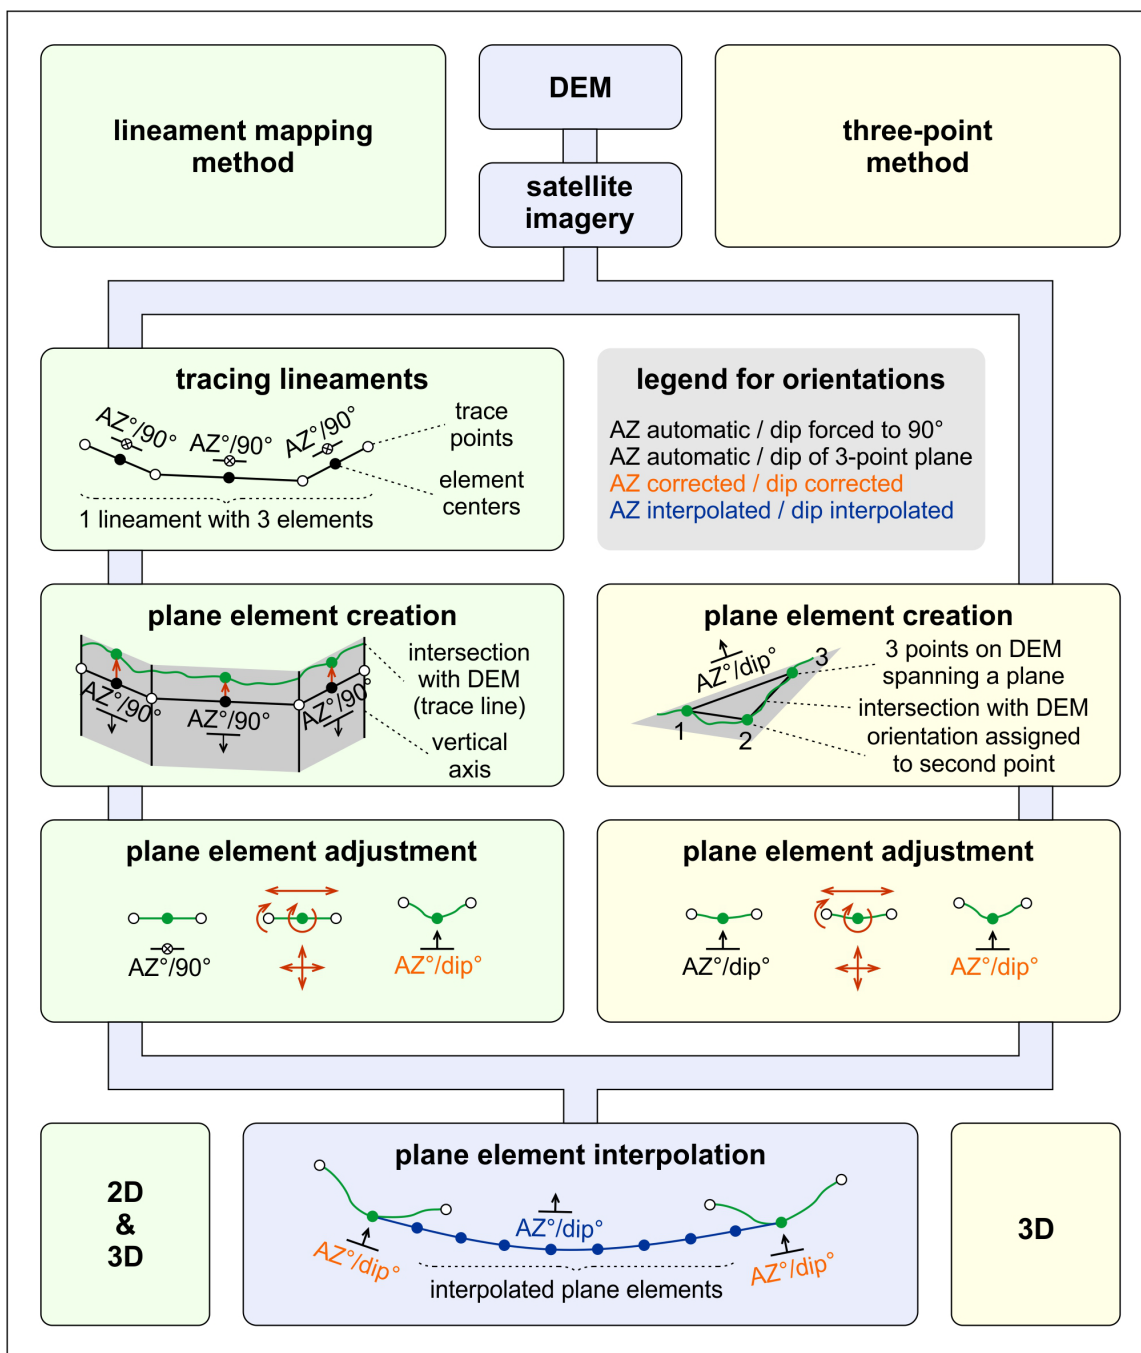 lineament mapping
method
DEM
satellite
imagery
three-point
method
tracing lineaments
AZ°/90°
AZ°/90°
AZ°/90°
trace
points
element
centers
1 lineament with 3 elements
legend for orientations
AZ automatic / dip forced to 90°
AZ automatic / dip of 3-point plane
AZ corrected / dip corrected
AZ interpolated / dip interpolated
plane element creation
AZ°/90°
AZ°/90°
AZ°/90°
intersection
with DEM
(trace line)
vertical
axis
plane element creation
AZ°/dip°
1
2
3
3 points on DEM
spanning a plane
intersection with DEM
orientation assigned
to second point
plane element adjustment
AZ°/90°
AZ°/dip°
plane element adjustment
AZ°/dip°
AZ°/dip°
2D
&
3D
plane element interpolation
AZ°/dip°
AZ°/dip°
AZ°/dip°
interpolated plane elements
3D